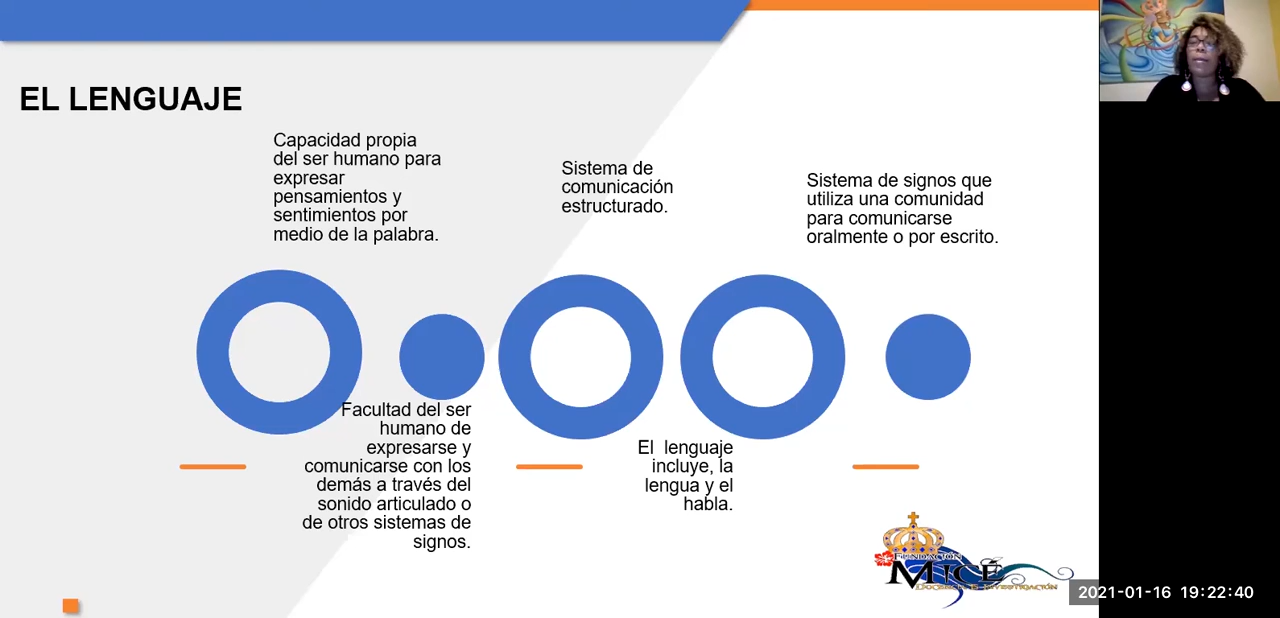 EL LENGUAJE
Capacidad propia
del ser humano para
expresar
pensamientos y
sentimientos por
medio de la palabra.
Sistema de
comunicación
estructurado.
Sistema de signos que
utiliza una comunidad
para comunicarse
oralmente o por escrito.
Facultad del ser
humano de
expresarse y
comunicarse con los
demás a través del
sonido articulado o
de otros sistemas de
signos.
El lenguaje
incluye, la
lengua y el
habla.
FUNDACIÓN
MICÉ
DOCENCIA E INVESTIGACIÓN
2021-01-16 19:22:40